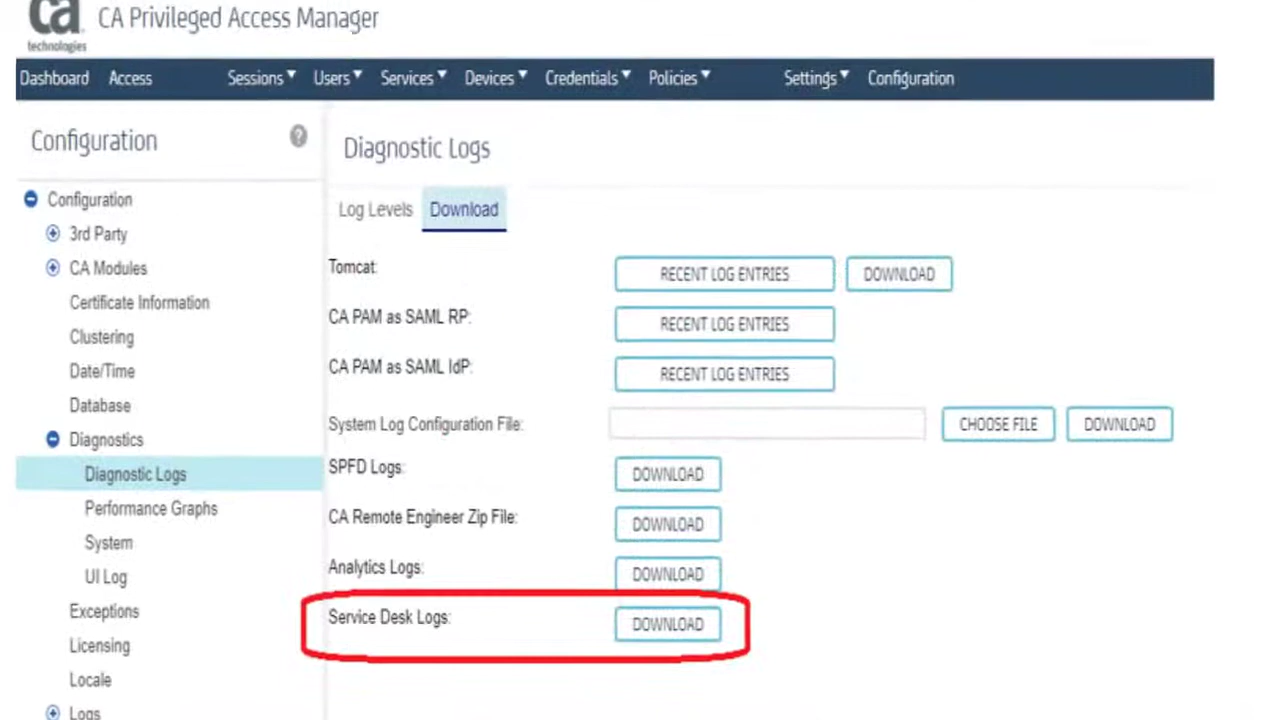 ca
technologies
CA Privileged Access Manager
Dashboard Access Sessions Users Services Devices Credentials Policies Settings Configuration
Configuration ?
Configuration
3rd Party
CA Modules
Certificate Information
Clustering
Date/Time
Database
Diagnostics
Diagnostic Logs
Performance Graphs
System
UI Log
Exceptions
Licensing
Locale
Logs
Diagnostic Logs
Log Levels Download
Tomcat: RECENT LOG ENTRIES DOWNLOAD
CA PAM as SAML RP: RECENT LOG ENTRIES
CA PAM as SAML IdP: RECENT LOG ENTRIES
System Log Configuration File: CHOOSE FILE DOWNLOAD
SPFD Logs: DOWNLOAD
CA Remote Engineer Zip File: DOWNLOAD
Analytics Logs: DOWNLOAD
Service Desk Logs: DOWNLOAD